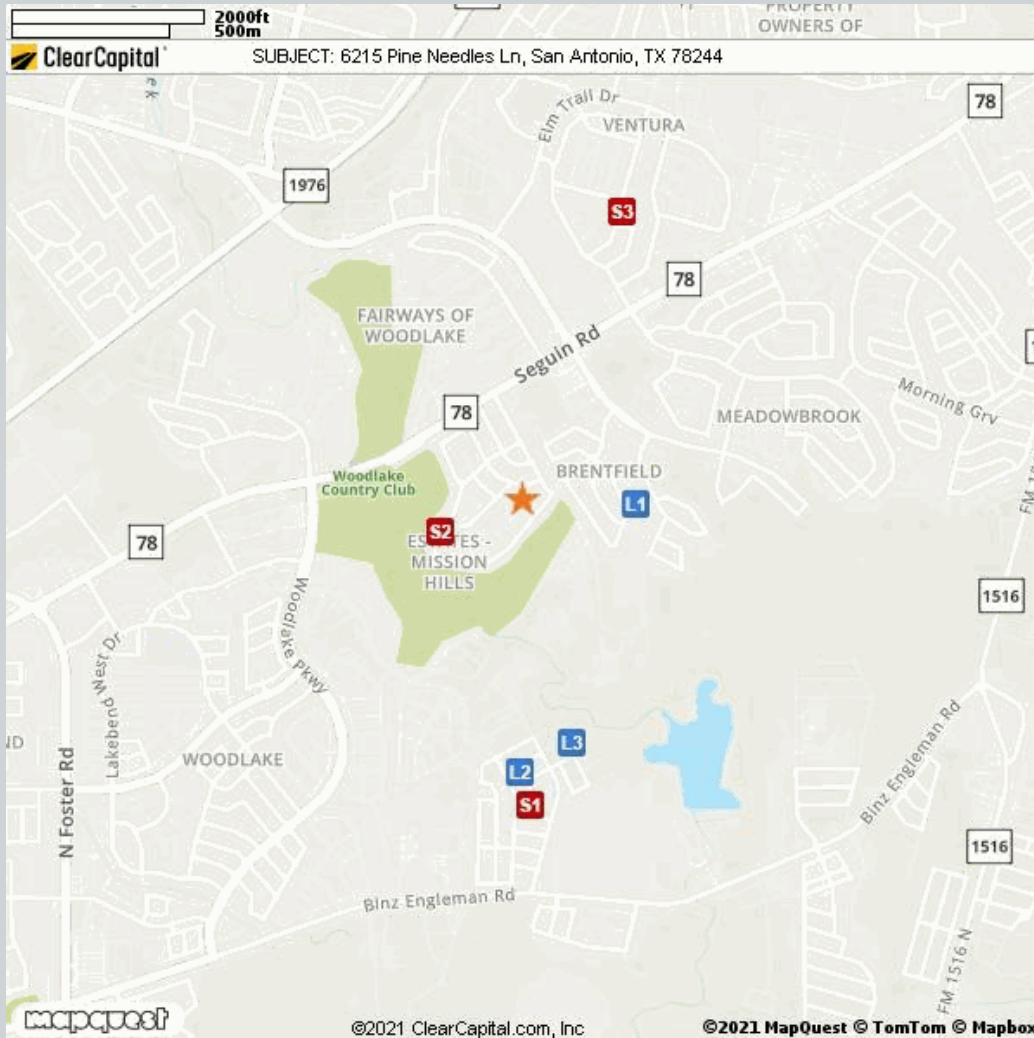 2000ft
500m
PROPERTY
OWNERS OF
ClearCapital
SUBJECT: 6215 Pine Needles Ln, San Antonio, TX 78244
ek
78
Elm Trail Dr
VENTURA
1976
S3
78
FAIRWAYS OF
WOODLAKE
Seguin Rd
78
Morning Grv
MEADOWBROOK
BRENTFIELD
Woodlake
Country Club
L1
S2
78
MISSION
HILLS
1516
Woodlake Pkwy
Lakebend West Dr
WOODLAKE
L3
L2
S1
N Foster Rd
Binz Engleman Rd
1516
Binz Engleman Rd
FM 1516 N
mapquest
©2021 ClearCapital.com, Inc
©2021 MapQuest © TomTom © Mapbox